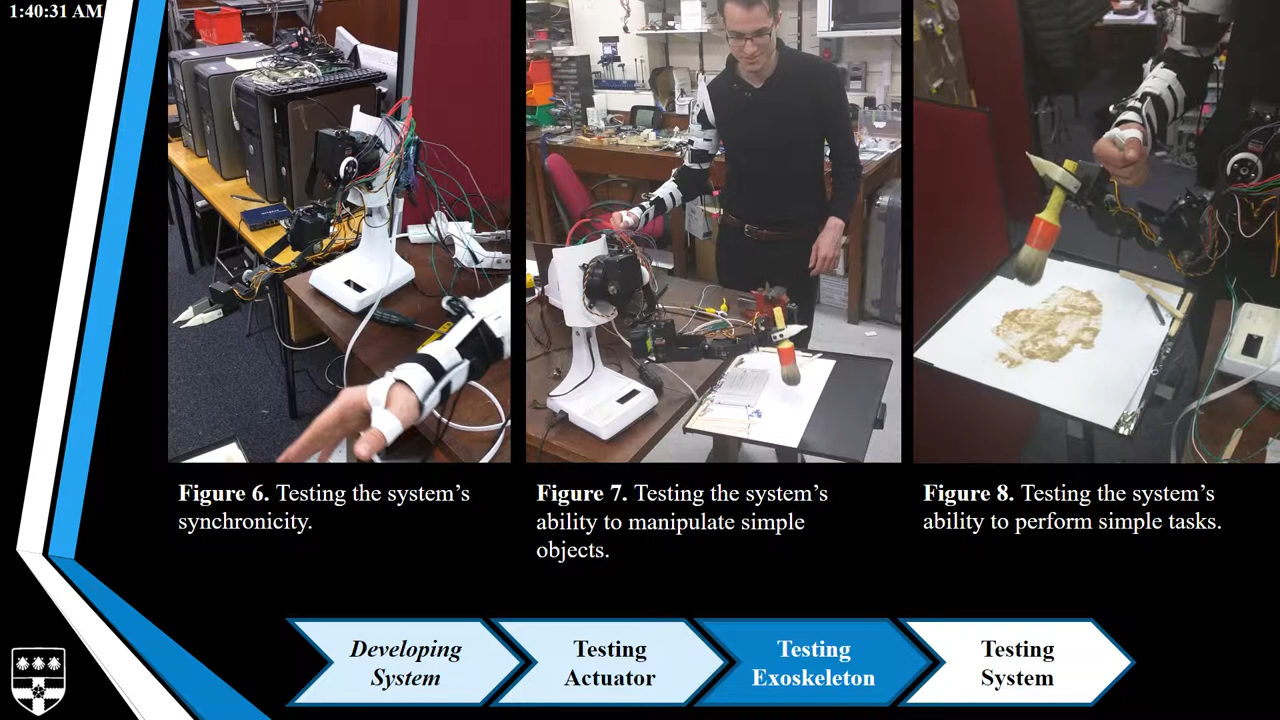 1:40:31 AM
Figure 6. Testing the system's
synchronicity.
Figure 7. Testing the system's
ability to manipulate simple
objects.
Figure 8. Testing the system's
ability to perform simple tasks.
Developing
System
Testing
Actuator
Testing
Exoskeleton
Testing
System